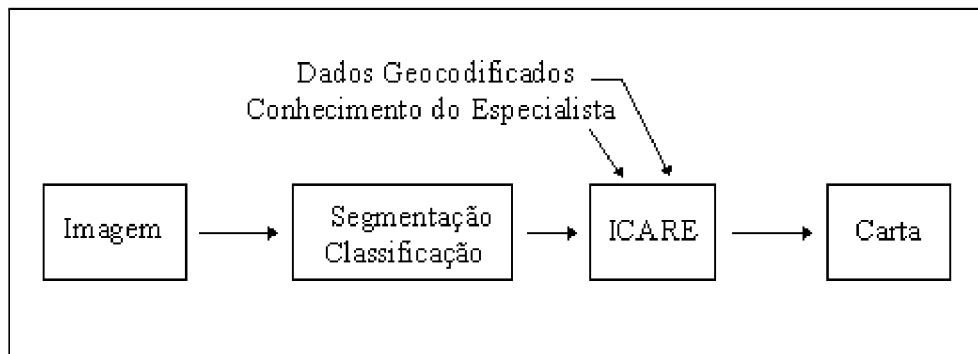 Dados Geocodificados
Conhecimento do Especialista
Imagem
Segmentação
Classificação
ICARE
Carta